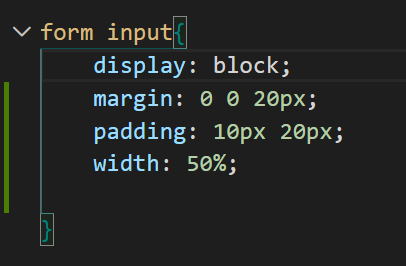 form input{
display: block;
margin: 0 0 20px;
padding: 10px 20px;
width: 50%;
}